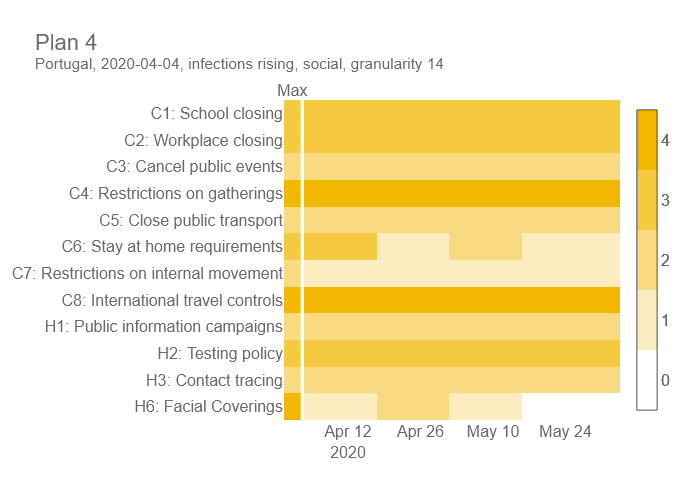 Plan 4
Portugal, 2020-04-04, infections rising, social, granularity 14
Max
C1: School closing
C2: Workplace closing
C3: Cancel public events
C4: Restrictions on gatherings
C5: Close public transport
C6: Stay at home requirements
C7: Restrictions on internal movement
C8: International travel controls
H1: Public information campaigns
H2: Testing policy
H3: Contact tracing
H6: Facial Coverings
Apr 12 Apr 26 May 10 May 24
2020
4
3
2
1
0